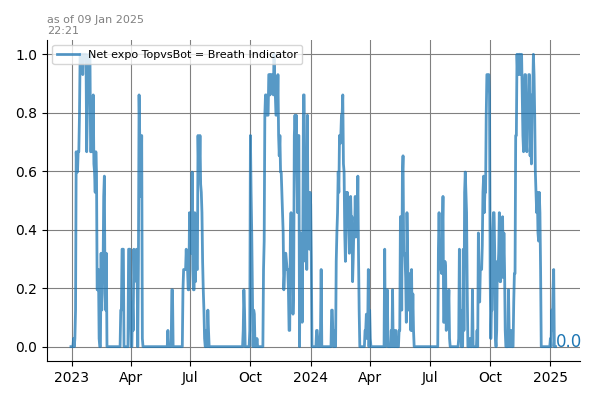 as of 09 Jan 2025
22:21
Net expo TopvsBot = Breath Indicator
1.0
0.8
0.6
0.4
0.2
0.0
0.0
2023 Apr Jul Oct 2024 Apr Jul Oct 2025